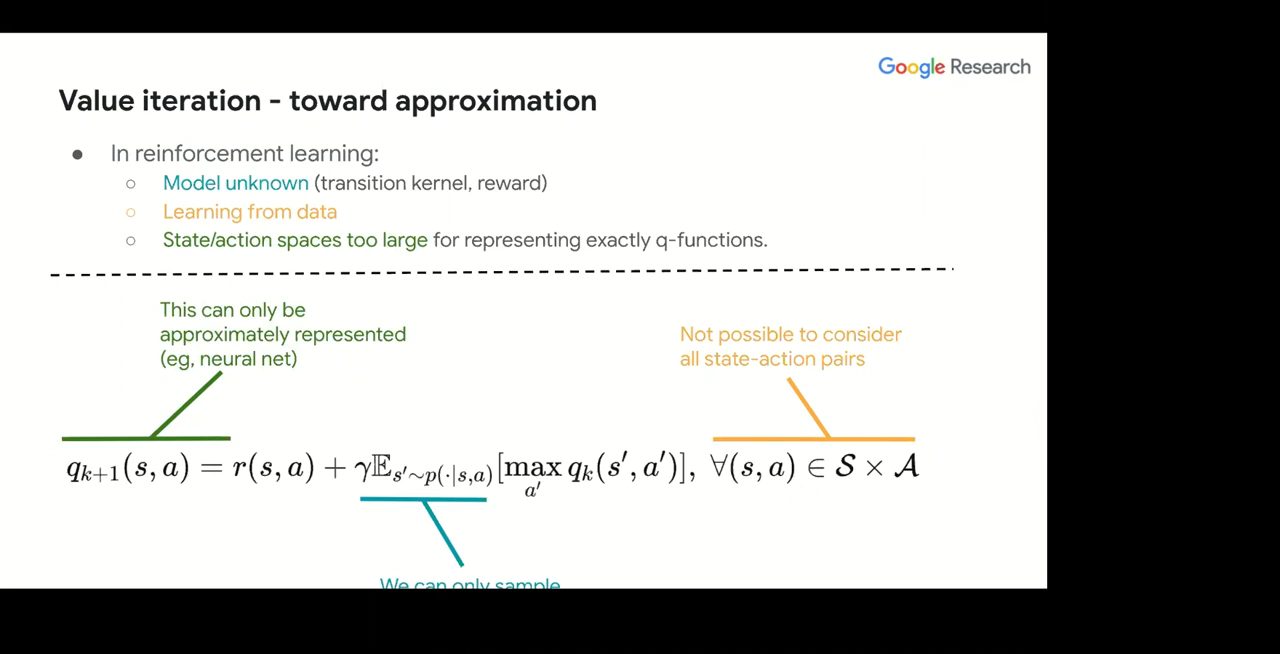 Google Research
Value iteration - toward approximation
● In reinforcement learning:
○ Model unknown (transition kernel, reward)
○ Learning from data
○ State/action spaces too large for representing exactly q-functions.
This can only be
approximately represented
(eg, neural net)
Not possible to consider
all state-action pairs
q_{k+1}(s, a) = r(s, a) + γ𝔼_{s′∼p(·|s,a)}[max_{a′} q_k(s′, a′)], ∀(s, a) ∈ 𝒮 × 𝒜
We can only sample